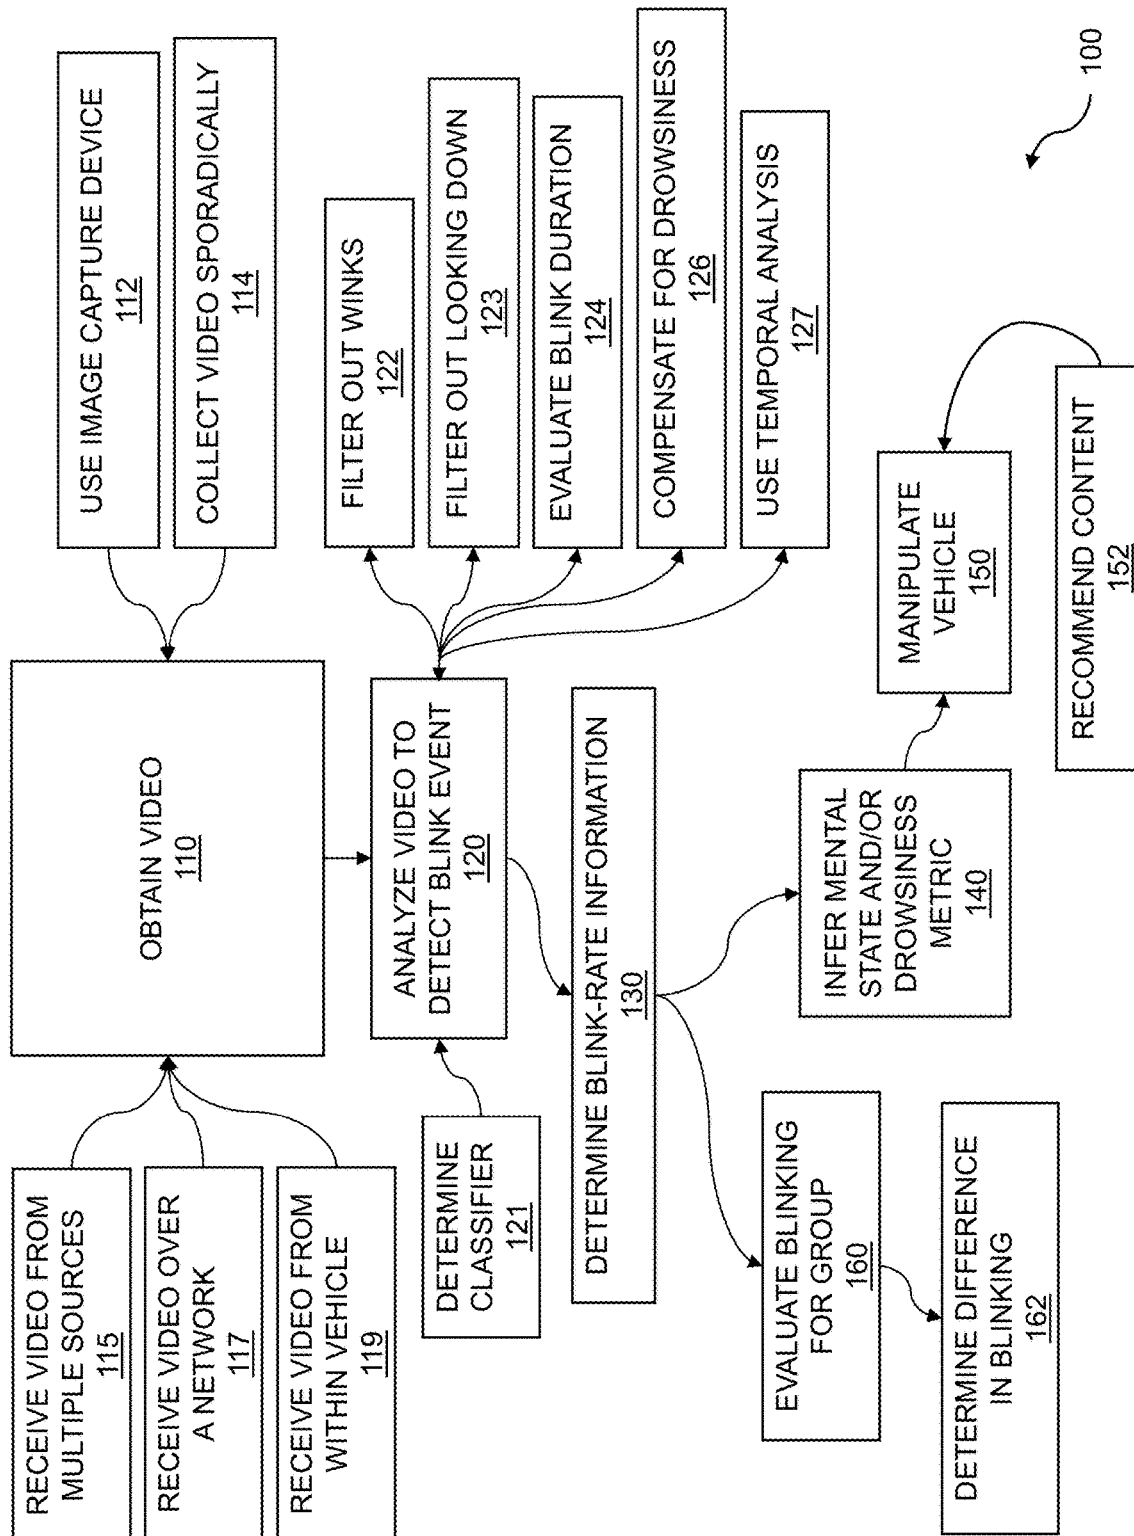 RECEIVE VIDEO FROM
MULTIPLE SOURCES
115
RECEIVE VIDEO OVER
A NETWORK
117
RECEIVE VIDEO FROM
WITHIN VEHICLE
119
OBTAIN VIDEO
110
USE IMAGE CAPTURE DEVICE
112
COLLECT VIDEO SPORADICALLY
114
DETERMINE
CLASSIFIER
121
ANALYZE VIDEO TO
DETECT BLINK EVENT
120
FILTER OUT WINKS
122
FILTER OUT LOOKING DOWN
123
EVALUATE BLINK DURATION
124
COMPENSATE FOR DROWSINESS
126
USE TEMPORAL ANALYSIS
127
DETERMINE BLINK-RATE INFORMATION
130
EVALUATE BLINKING
FOR GROUP
160
DETERMINE DIFFERENCE
IN BLINKING
162
INFER MENTAL
STATE AND/OR
DROWSINESS
METRIC
140
MANIPULATE
VEHICLE
150
RECOMMEND CONTENT
152
100